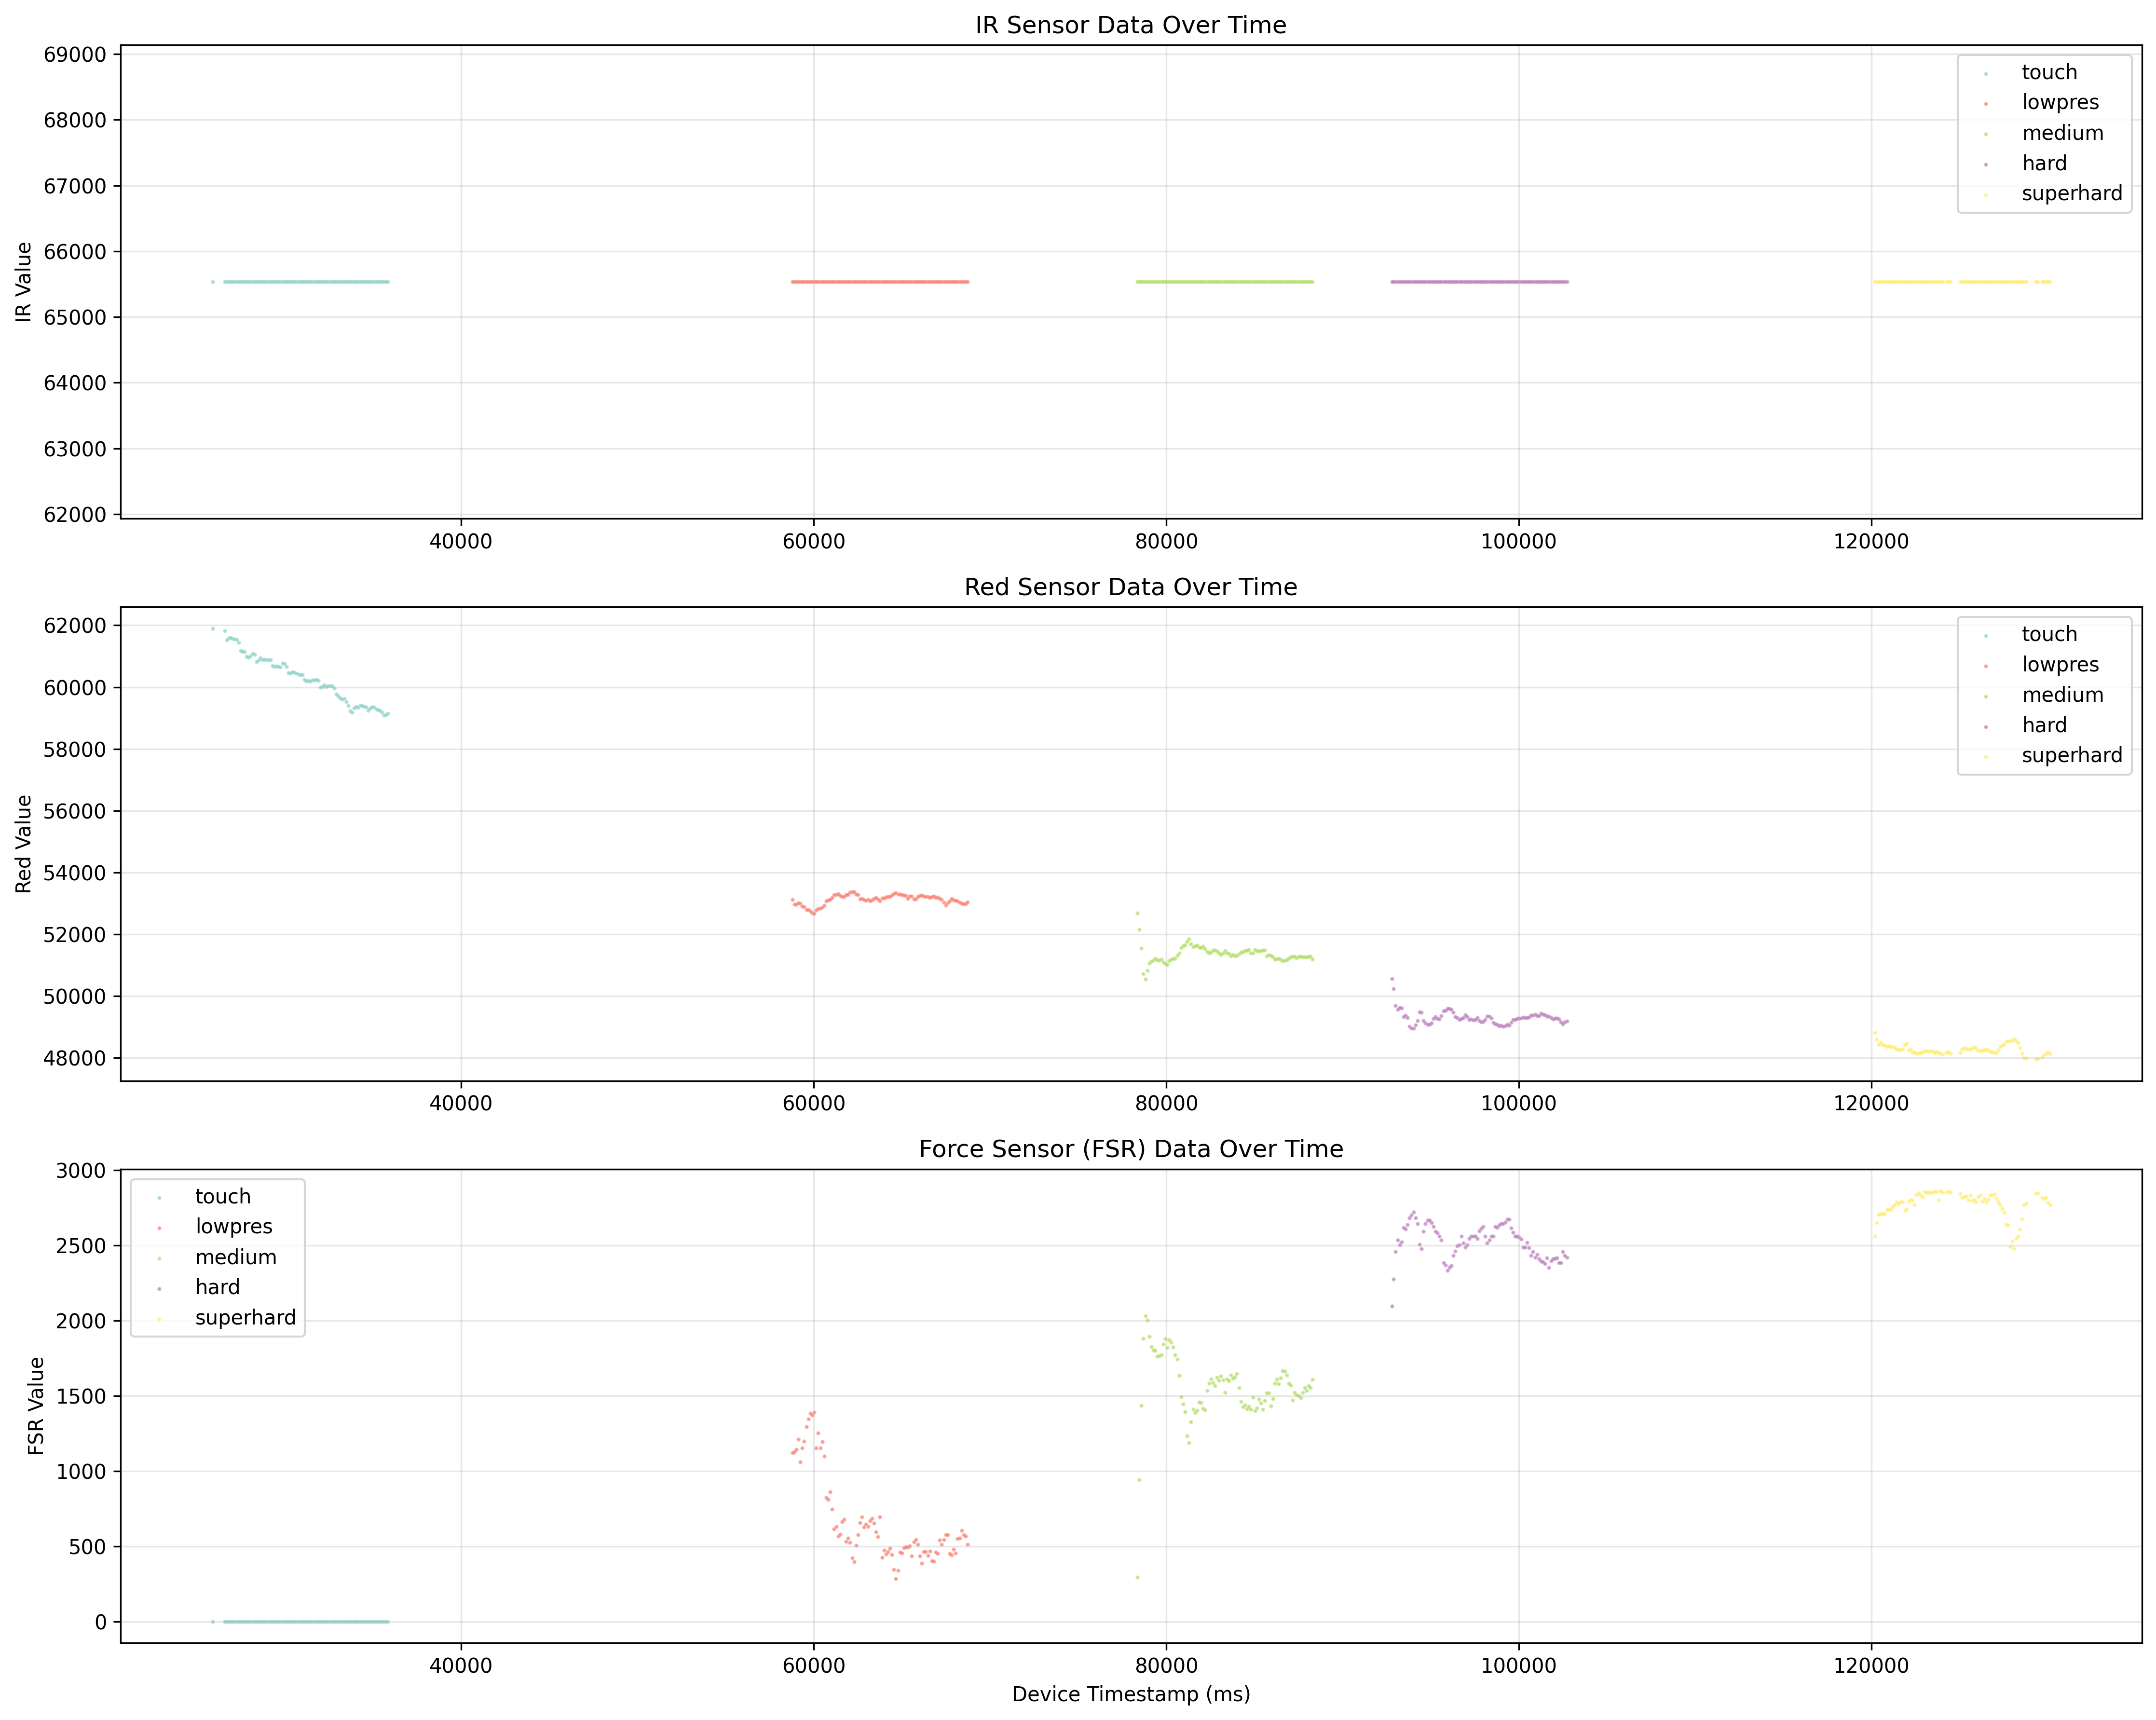 IR Sensor Data Over Time
69000
68000
67000
66000
65000
64000
63000
62000
IR Value
touch
lowpres
medium
hard
superhard
40000 60000 80000 100000 120000
Red Sensor Data Over Time
62000
60000
58000
56000
54000
52000
50000
48000
Red Value
touch
lowpres
medium
hard
superhard
40000 60000 80000 100000 120000
Force Sensor (FSR) Data Over Time
3000
2500
2000
1500
1000
500
0
FSR Value
touch
lowpres
medium
hard
superhard
40000 60000 80000 100000 120000
Device Timestamp (ms)